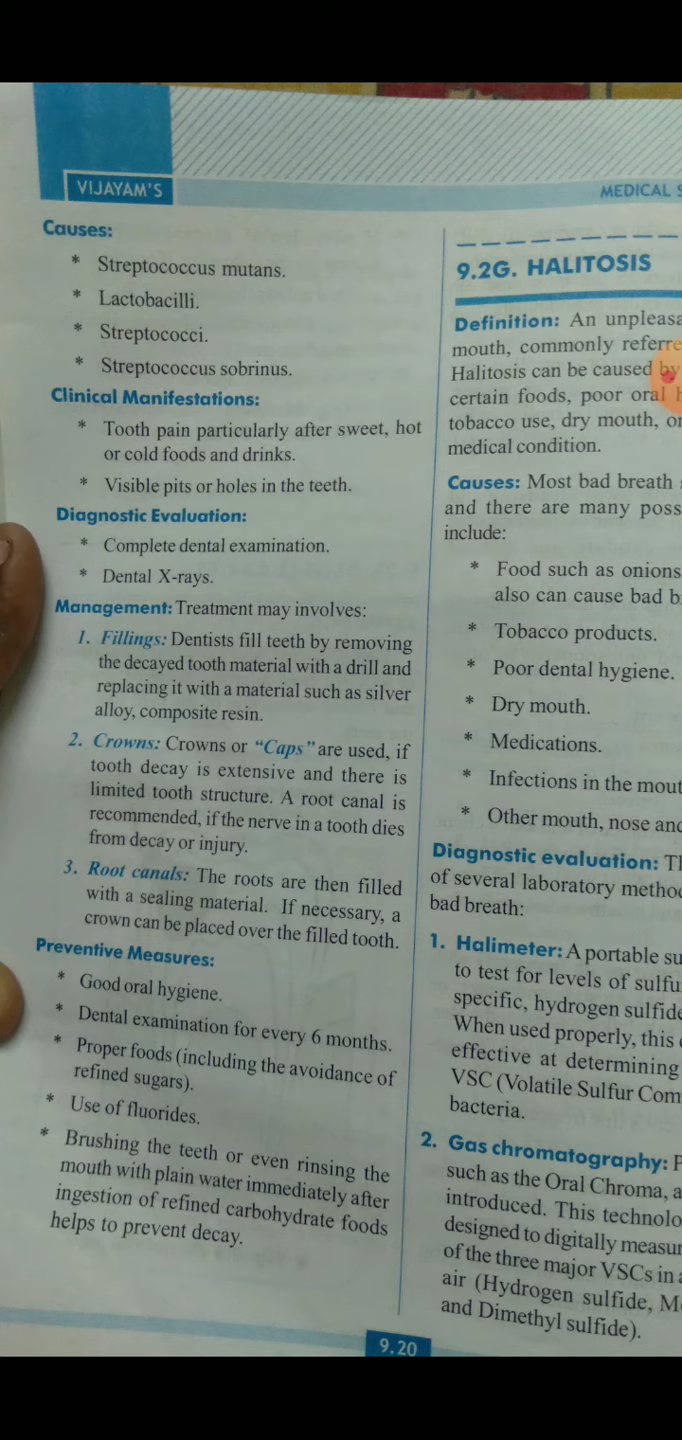 VIJAYAM'S
MEDICAL
Causes:
* Streptococcus mutans.
* Lactobacilli.
* Streptococci.
* Streptococcus sobrinus.
Clinical Manifestations:
* Tooth pain particularly after sweet, hot
or cold foods and drinks.
* Visible pits or holes in the teeth.
Diagnostic Evaluation:
* Complete dental examination.
* Dental X-rays.
Management: Treatment may involves:
1. Fillings: Dentists fill teeth by removing
the decayed tooth material with a drill and
replacing it with a material such as silver
alloy, composite resin.
2. Crowns: Crowns or "Caps" are used, if
tooth decay is extensive and there is
limited tooth structure. A root canal is
recommended, if the nerve in a tooth dies
from decay or injury.
3. Root canals: The roots are then filled
with a sealing material. If necessary, a
crown can be placed over the filled tooth.
Preventive Measures:
* Good oral hygiene.
* Dental examination for every 6 months.
* Proper foods (including the avoidance of
refined sugars).
* Use of fluorides.
* Brushing the teeth or even rinsing the
mouth with plain water immediately after
ingestion of refined carbohydrate foods
helps to prevent decay.
9.2G. HALITOSIS
Definition: An
mouth, commonly
Halitosis can be caused by
certain foods, poor oral
tobacco use, dry mouth,
medical condition.
Causes: Most bad breath
and there are many
include:
* Food such as onions
also can cause bad
* Tobacco products.
* Poor dental hygiene.
* Dry mouth.
* Medications.
* Infections in the
* Other mouth, nose
Diagnostic evaluation:
of several laboratory
bad breath:
1. Halimeter: A portable
to test for levels of
specific, hydrogen
When used properly, this
effective at determining
VSC (Volatile Sulfur
bacteria.
2. Gas chromatography:
such as the Oral Chroma,
introduced. This
designed to digitally
of the three major VSCs in
air (Hydrogen sulfide,
and Dimethyl sulfide).
9.20